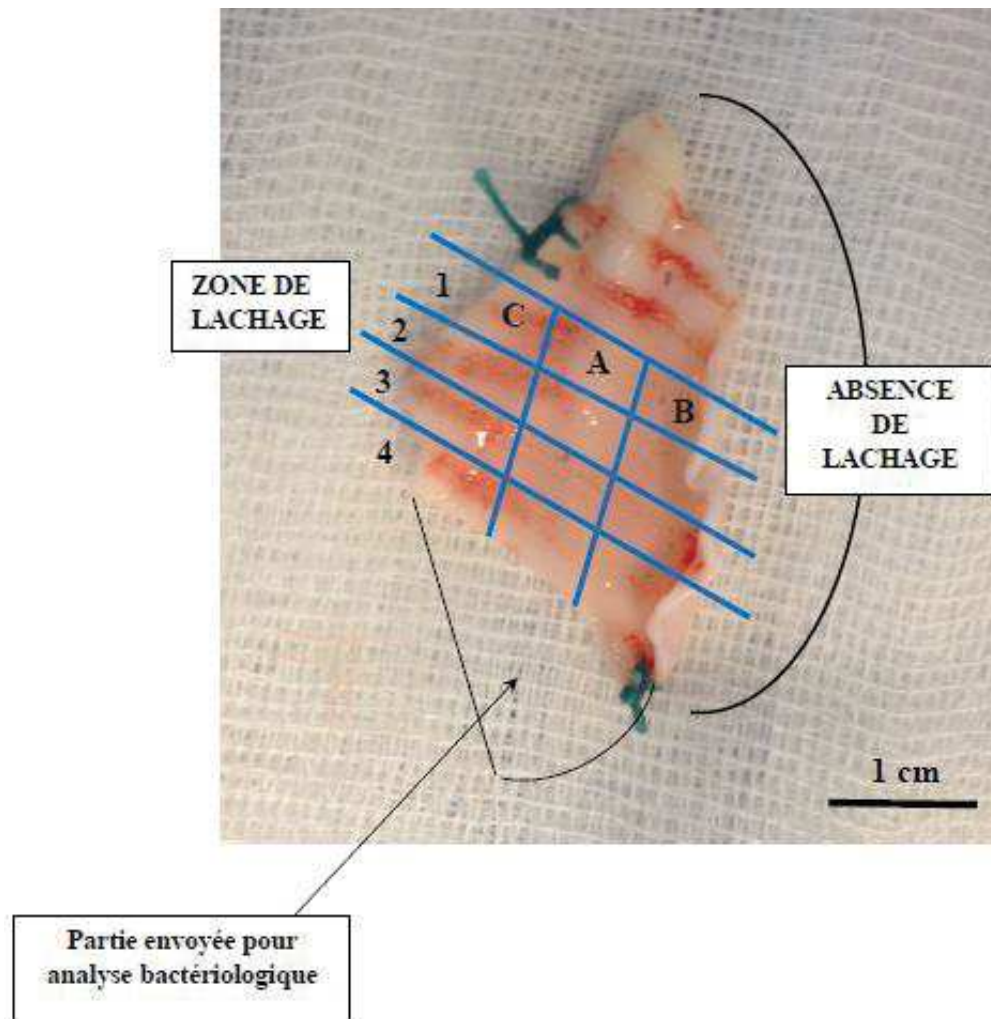 ZONE DE
LACHAGE
1
2
3
4
C
A
B
ABSENCE
DE
LACHAGE
1 cm
Partie envoyée pour
analyse bactériologique